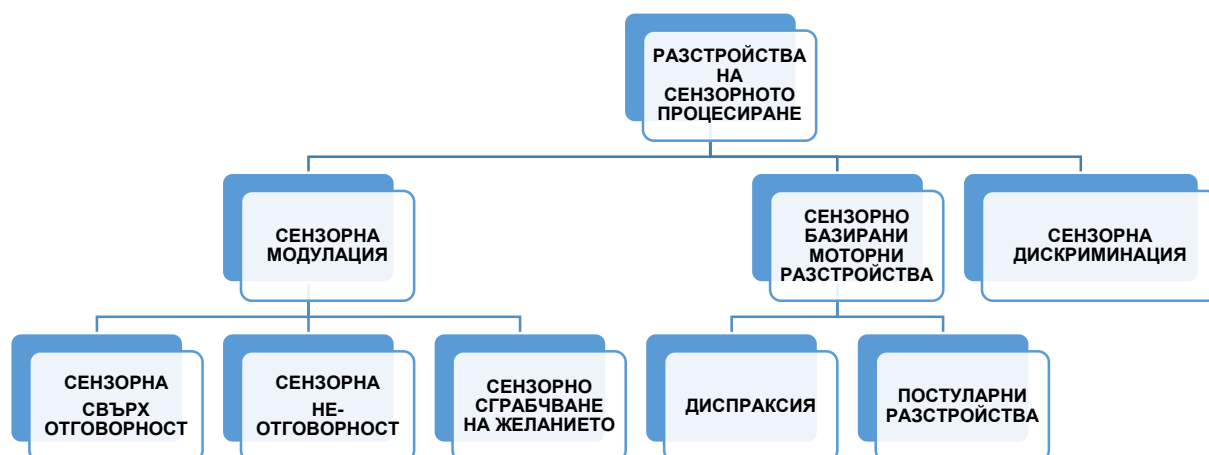 РАЗСТРОЙСТВА
НА
СЕНЗОРНОТО
ПРОЦЕСИРАНЕ
СЕНЗОРНА
МОДУЛАЦИЯ
СЕНЗОРНО
БАЗИРАНИ
МОТОРНИ
РАЗСТРОЙСТВА
СЕНЗОРНА
ДИСКРИМИНАЦИЯ
СЕНЗОРНА
СВЪРХ
ОТГОВОРНОСТ
СЕНЗОРНА
НЕ-
ОТГОВОРНОСТ
СЕНЗОРНО
СГРАБЧВАНЕ
НА ЖЕЛАНИЕТО
ДИСПРАКСИЯ
ПОСТУЛАРНИ
РАЗСТРОЙСТВА